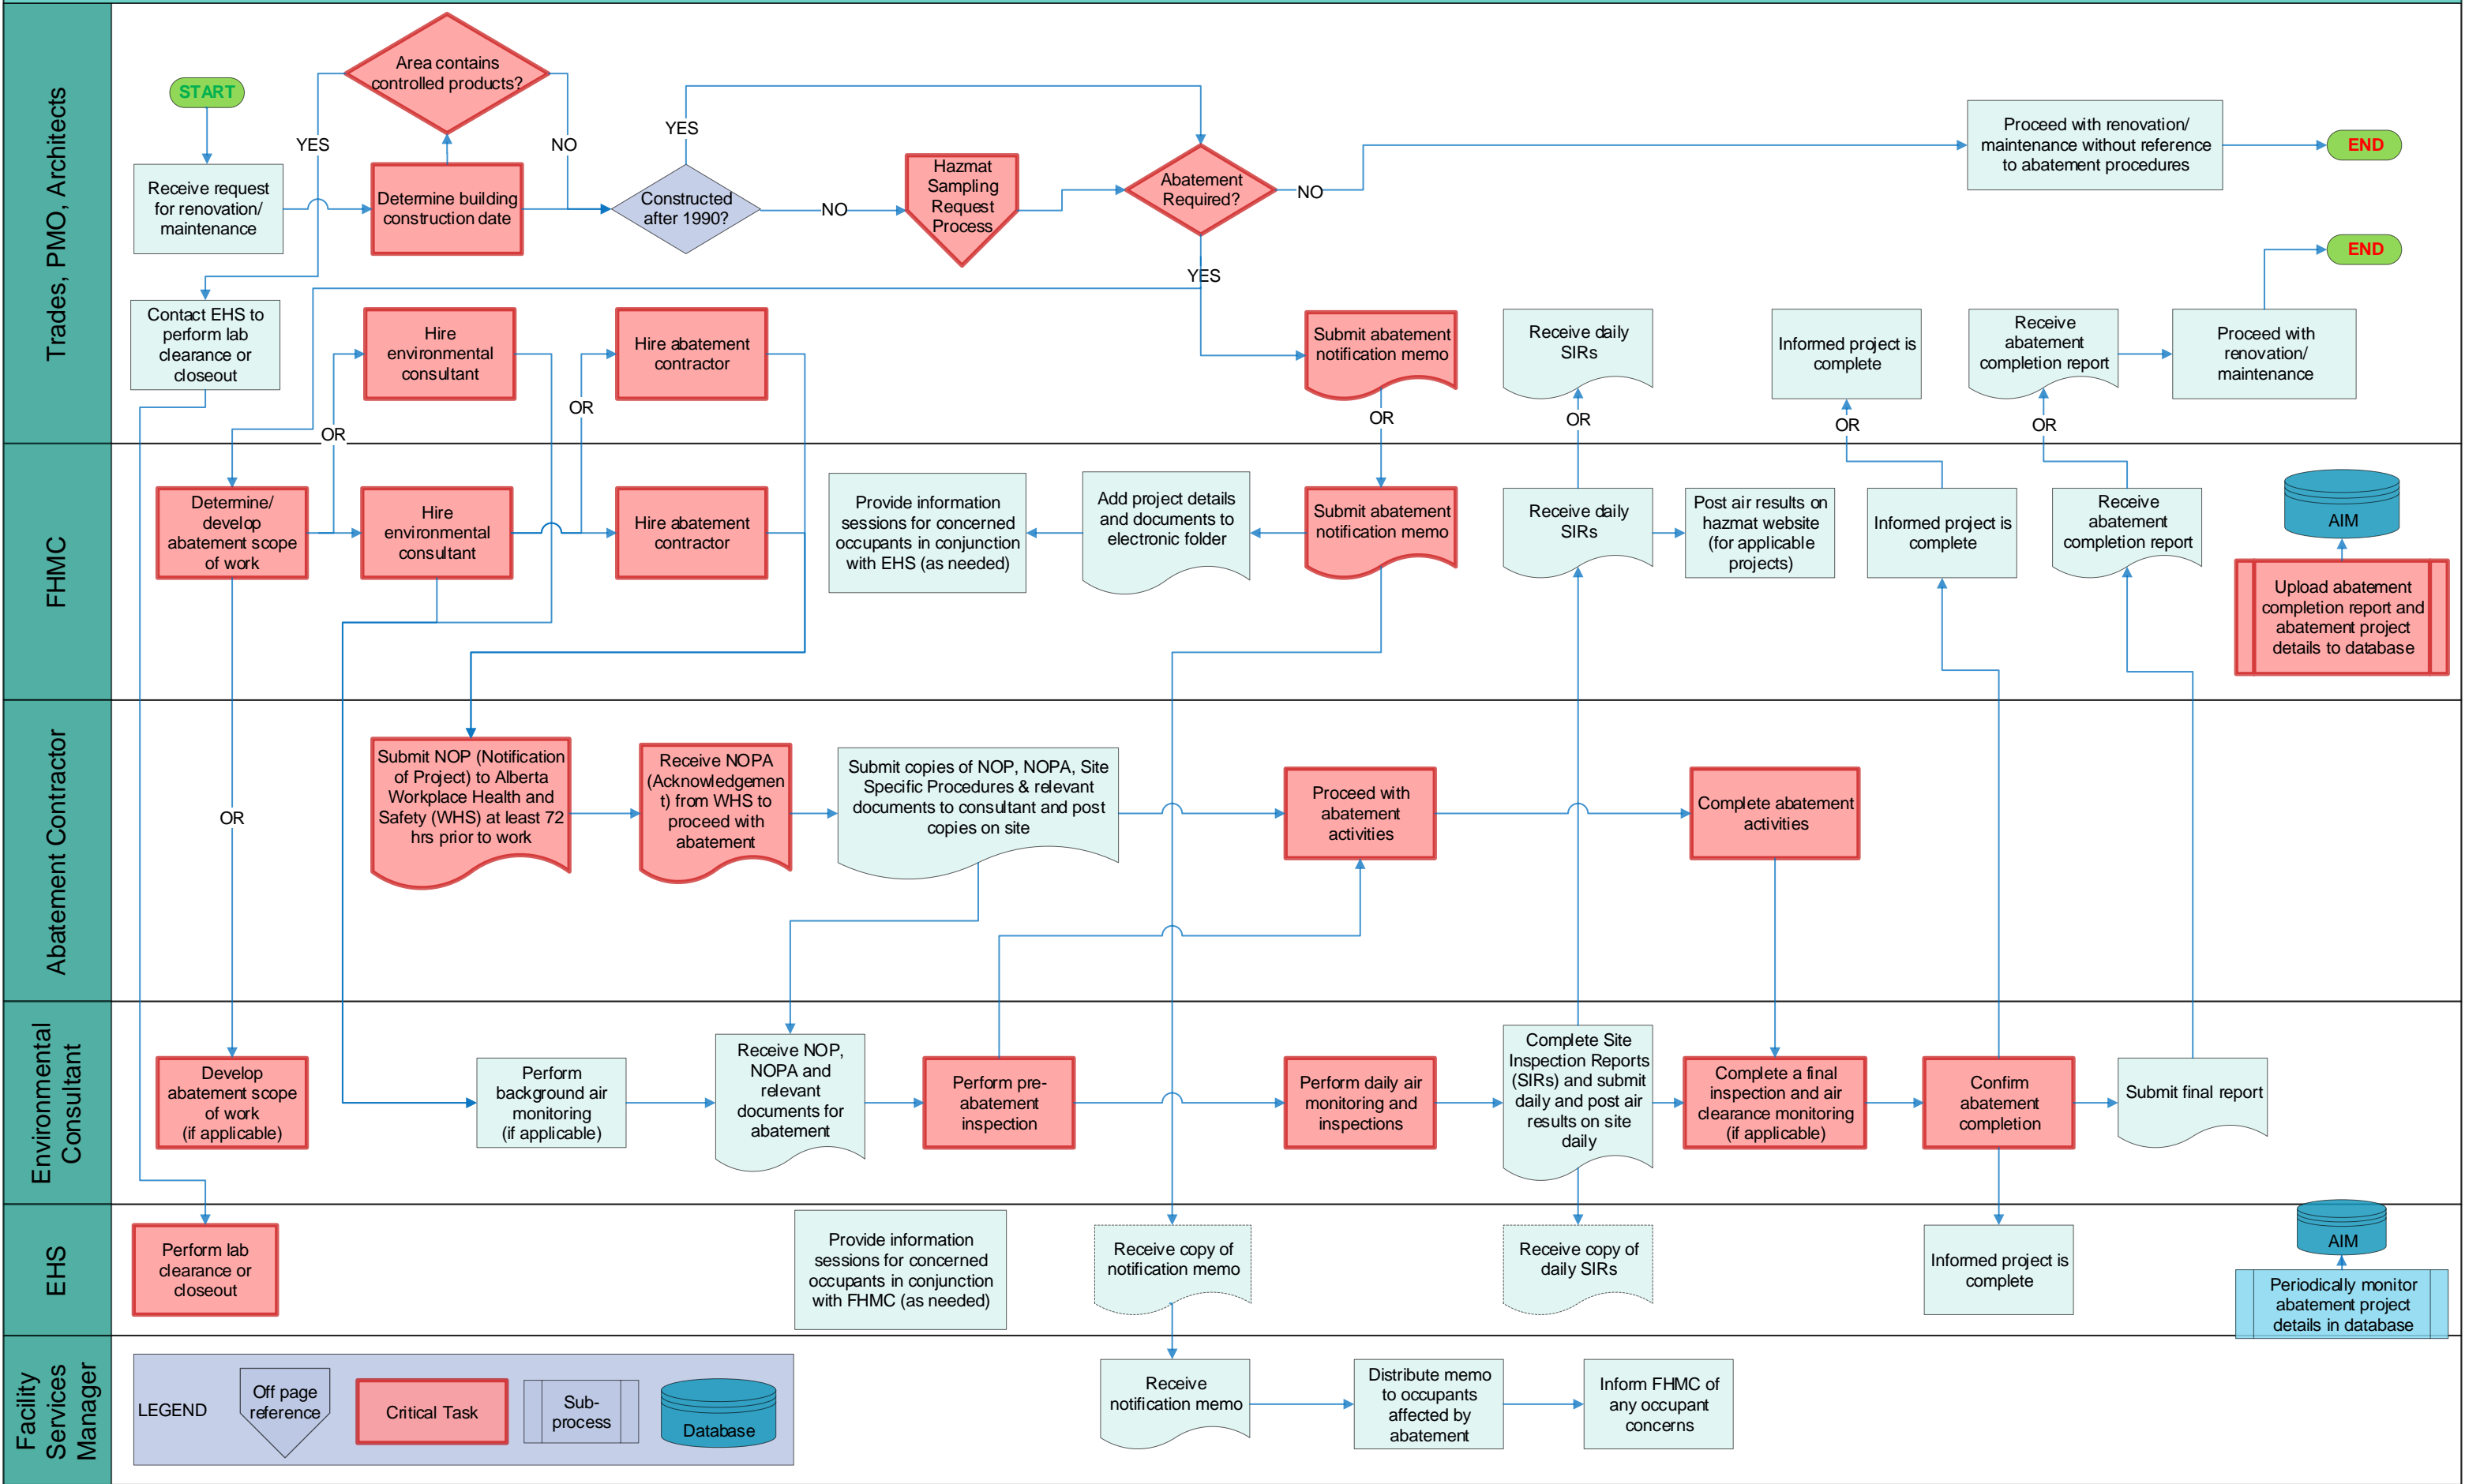 Trades, PMO, Architects
START
Area contains
controlled products?
YES
NO
Receive request
for renovation/
maintenance
Determine building
construction date
Constructed
after 1990?
YES
NO
Hazmat
Sampling
Request
Process
Abatement
Required?
NO
YES
Proceed with renovation/
maintenance without reference
to abatement procedures
END
END
Contact EHS to
perform lab
clearance or
closeout
Hire
environmental
consultant
Hire abatement
contractor
Submit abatement
notification memo
Receive daily
SIRs
Informed project is
complete
Receive
abatement
completion report
Proceed with
renovation/
maintenance
OR
OR
OR
OR
OR
OR
FHMC
Determine/
develop
abatement scope
of work
Hire
environmental
consultant
Hire abatement
contractor
Provide information
sessions for concerned
occupants in conjunction
with EHS (as needed)
Add project details
and documents to
electronic folder
Submit abatement
notification memo
Receive daily
SIRs
Post air results on
hazmat website
(for applicable
projects)
Informed project is
complete
Receive
abatement
completion report
AIM
Upload abatement
completion report and
abatement project
details to database
Abatement Contractor
OR
Submit NOP (Notification
of Project) to Alberta
Workplace Health and
Safety (WHS) at least 72
hrs prior to work
Receive NOPA
(Acknowledgemen
t) from WHS to
proceed with
abatement
Submit copies of NOP, NOPA, Site
Specific Procedures & relevant
documents to consultant and post
copies on site
Proceed with
abatement
activities
Complete abatement
activities
Environmental
Consultant
Develop
abatement scope
of work
(if applicable)
Perform
background air
monitoring
(if applicable)
Receive NOP,
NOPA and
relevant
documents for
abatement
Perform pre-
abatement
inspection
Perform daily air
monitoring and
inspections
Complete Site
Inspection Reports
(SIRs) and submit
daily and post air
results on site
daily
Complete a final
inspection and air
clearance monitoring
(if applicable)
Confirm
abatement
completion
Submit final report
EHS
Perform lab
clearance or
closeout
Provide information
sessions for concerned
occupants in conjunction
with FHMC (as needed)
Receive copy of
notification memo
Receive copy of
daily SIRs
Informed project is
complete
AIM
Periodically monitor
abatement project
details in database
Facility
Services
Manager
LEGEND
Off page
reference
Critical Task
Sub-
process
Database
Receive
notification memo
Distribute memo
to occupants
affected by
abatement
Inform FHMC of
any occupant
concerns